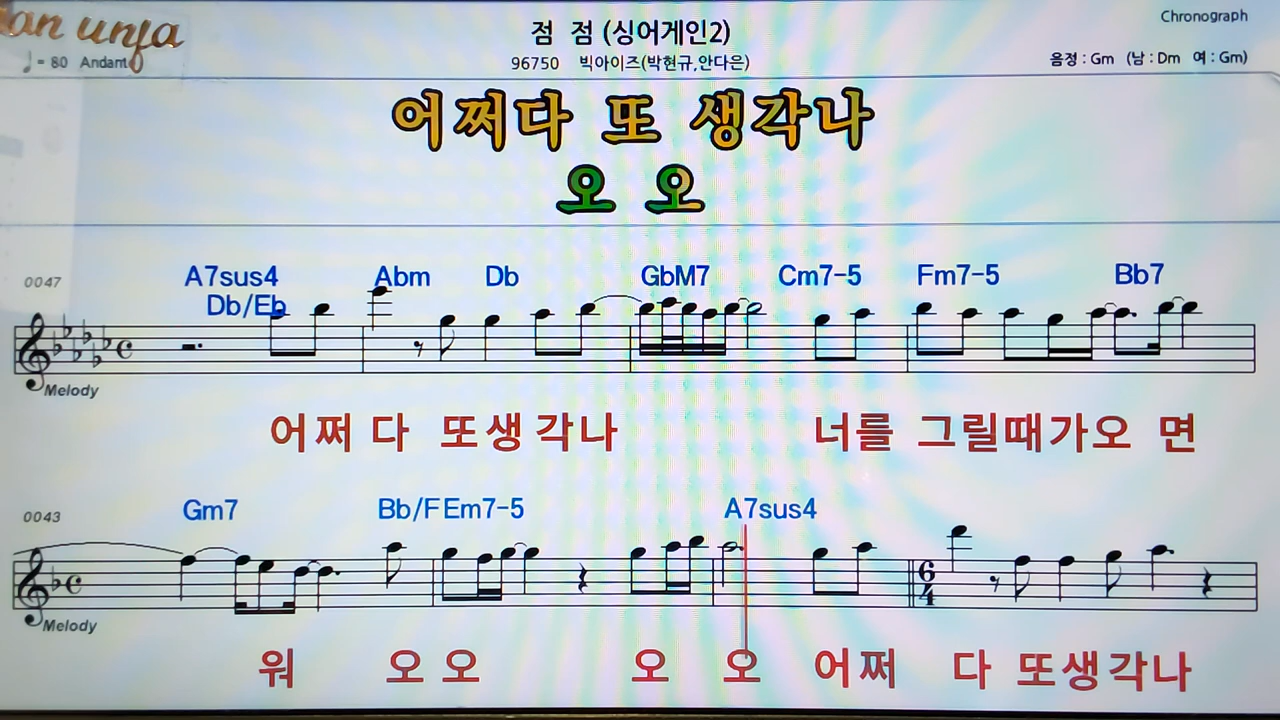 an unja
점 점 (싱어게인2)
Chronograph
♩= 80 Andant
96750 빅아이즈(박현규,안다은)
음정 : Gm (남 : Dm 여 : Gm)
어쩌다 또 생각나
오 오
0047
A7sus4 Abm Db GbM7 Cm7-5 Fm7-5 Bb7
Db/Eb
Melody
어쩌 다 또생 각나 너를 그릴때가오 면
0043
Gm7 Bb/F Em7-5 A7sus4
6
4
Melody
워 오 오 오 오 어쩌 다 또생각나